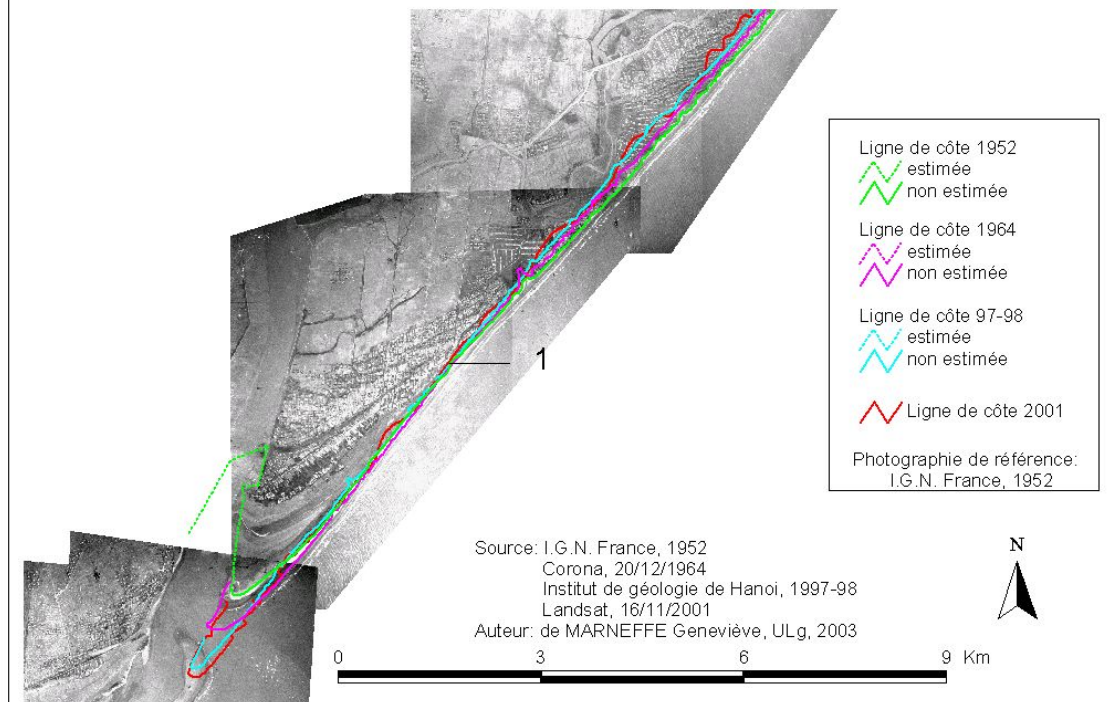 Ligne de côte 1952
estimée
non estimée
Ligne de côte 1964
estimée
non estimée
Ligne de côte 97-98
estimée
non estimée
Ligne de côte 2001
Photographie de référence:
I.G.N. France, 1952
1
Source: I.G.N. France, 1952
Corona, 20/12/1964
Institut de géologie de Hanoi, 1997-98
Landsat, 16/11/2001
Auteur: de MARNEFFE Geneviève, ULg, 2003
N
0 3 6 9 Km